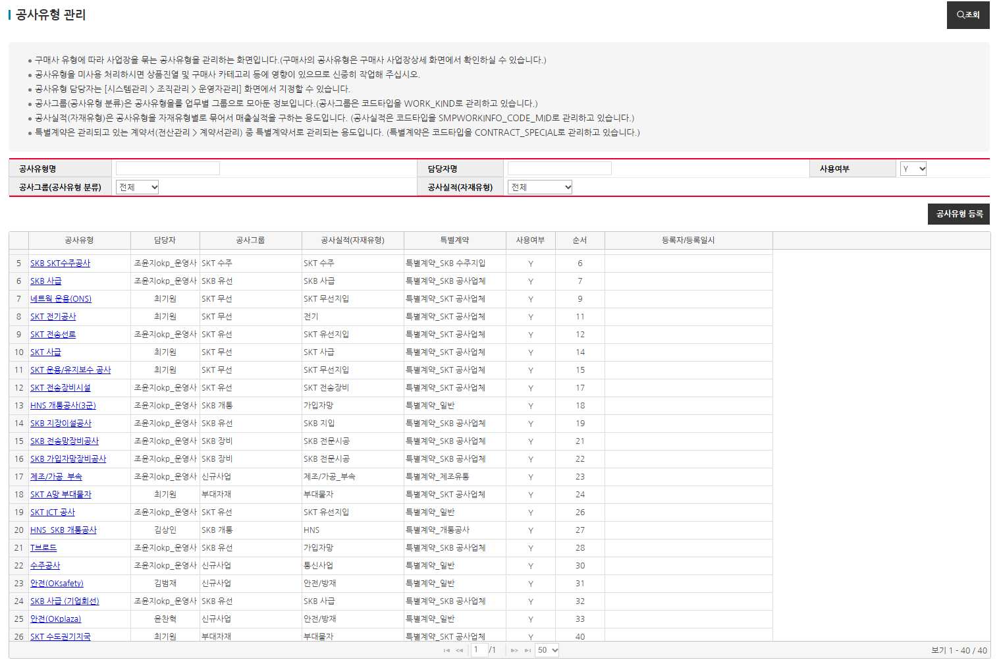 공사유형 관리
조회
구매사 유형에 따라 사업장을 묶는 공사유형을 관리하는 화면입니다.(구매사의 공사유형은 구매사 사업장상세 화면에서 확인하실 수 있습니다.)
공사유형을 미사용 처리하시면 상품진열 및 구매사 카테고리 등에 영향이 있으므로 신중히 작업해 주십시오.
공사유형 담당자는 [시스템관리 > 조직관리 > 운영자관리] 화면에서 지정할 수 있습니다.
공사그룹(공사유형 분류)은 공사유형을를 업무별 그룹으로 모아둔 정보입니다.(공사그룹은 코드타입을 WORK_KIND로 관리하고 있습니다.)
공사실적(자재유형)은 공사유형을 자재유형별로 묶어서 매출실적을 구하는 용도입니다. (공사실적은 코드타입을 SMPWORKINFO_CODE_MID로 관리하고 있습니다.)
특별계약은 관리되고 있는 계약서(전산관리 > 계약서관리) 중 특별계약서로 관리되는 용도입니다. (특별계약은 코드타입을 CONTRACT_SPECIAL로 관리하고 있습니다.)
공사유형명 담당자명 사용여부 Y
공사그룹(공사유형 분류) 전체 공사실적(자재유형) 전체
공사유형 등록
공사유형 담당자 공사그룹 공사실적(자재유형) 특별계약 사용여부 순서 등록자/등록일시
5 SKB SKT수주공사 조윤지okp_운영사 SKT 수주 SKT 수주 특별계약_SKB 수주지입 Y 6
6 SKB 사급 조윤지okp_운영사 SKB 유선 SKB 사급 특별계약_SKB 공사업체 Y 7
7 네트웍 운용(ONS) 최기원 SKT 무선 SKT 무선지입 특별계약_SKT 공사업체 Y 9
8 SKT 전기공사 최기원 SKT 무선 전기 특별계약_SKT 공사업체 Y 11
9 SKT 전송선로 조윤지okp_운영사 SKT 유선 SKT 유선지입 특별계약_SKT 공사업체 Y 12
10 SKT 사급 최기원 SKT 무선 SKT 사급 특별계약_SKT 공사업체 Y 14
11 SKT 운용/유지보수 공사 최기원 SKT 무선 SKT 무선지입 특별계약_SKT 공사업체 Y 15
12 SKT 전송장비시설 조윤지okp_운영사 SKT 유선 SKT 전송장비 특별계약_SKT 공사업체 Y 17
13 HNS 개통공사(3군) 조윤지okp_운영사 SKB 개통 가입자망 특별계약_일반 Y 18
14 SKB 지장이설공사 조윤지okp_운영사 SKB 유선 SKB 지입 특별계약_SKB 공사업체 Y 19
15 SKB 전송망장비공사 조윤지okp_운영사 SKB 장비 SKB 전문시공 특별계약_SKB 공사업체 Y 21
16 SKB 가입자망장비공사 조윤지okp_운영사 SKB 장비 SKB 전문시공 특별계약_SKB 공사업체 Y 22
17 제조/가공_부속 조윤지okp_운영사 신규사업 제조/가공_부속 특별계약_제조유통 Y 23
18 SKT A망 부대물자 최기원 부대자재 부대물자 특별계약_SKT 공사업체 Y 24
19 SKT ICT 공사 조윤지okp_운영사 SKT 유선 SKT 유선지입 특별계약_일반 Y 26
20 HNS_SKB 개통공사 김상인 SKB 개통 HNS 특별계약_개통공사 Y 27
21 T브로드 조윤지okp_운영사 SKB 유선 가입자망 특별계약_SKB 공사업체 Y 28
22 수주공사 조윤지okp_운영사 신규사업 통신사업 특별계약_일반 Y 30
23 안전(OKsafety) 김범재 신규사업 안전/방재 특별계약_일반 Y 31
24 SKB 사급 (기업회선) 조윤지okp_운영사 SKB 유선 SKB 사급 특별계약_SKB 공사업체 Y 32
25 안전(OKplaza) 윤찬혁 신규사업 안전/방재 특별계약_일반 Y 33
26 SKT 수도권기지국 최기원 부대자재 부대물자 특별계약_SKT 공사업체 Y 40
1 /1 50 보기 1 - 40 / 40